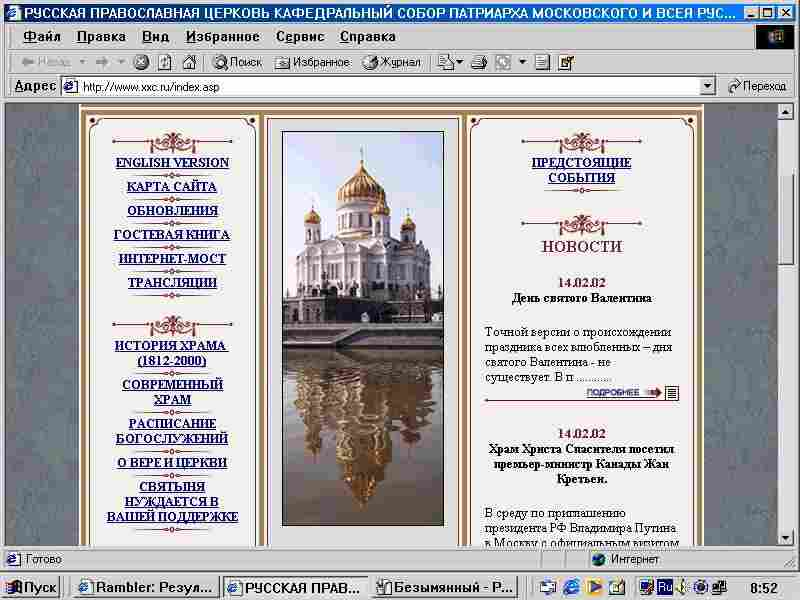 РУССКАЯ ПРАВОСЛАВНАЯ ЦЕРКОВЬ КАФЕДРАЛЬНЫЙ СОБОР ПАТРИАРХА МОСКОВСКОГО И ВСЕЯ РУС...
Файл Правка Вид Избранное Сервис Справка
Назад Поиск Избранное Журнал
Адрес http://www.xxc.ru/index.asp Переход
ENGLISH VERSION
КАРТА САЙТА
ОБНОВЛЕНИЯ
ГОСТЕВАЯ КНИГА
ИНТЕРНЕТ-МОСТ
ТРАНСЛЯЦИИ
ИСТОРИЯ ХРАМА
(1812-2000)
СОВРЕМЕННЫЙ
ХРАМ
РАСПИСАНИЕ
БОГОСЛУЖЕНИЙ
О ВЕРЕ И ЦЕРКВИ
СВЯТЫНЯ
НУЖДАЕТСЯ В
ВАШЕЙ ПОДДЕРЖКЕ
ПРЕДСТОЯЩИЕ
СОБЫТИЯ
НОВОСТИ
14.02.02
День святого Валентина
Точной версии о происхождении
праздника всех влюбленных – дня
святого Валентина - не
существует. В п ............
ПОДРОБНЕЕ
14.02.02
Храм Христа Спасителя посетил
премьер-министр Канады Жан
Кретьен.
В среду по приглашению
президента РФ Владимира Путина
в Москву с официальным визитом
Готово Интернет
Пуск Rambler: Резул... РУССКАЯ ПРАВ... Безымянный - P... Ru 8:52